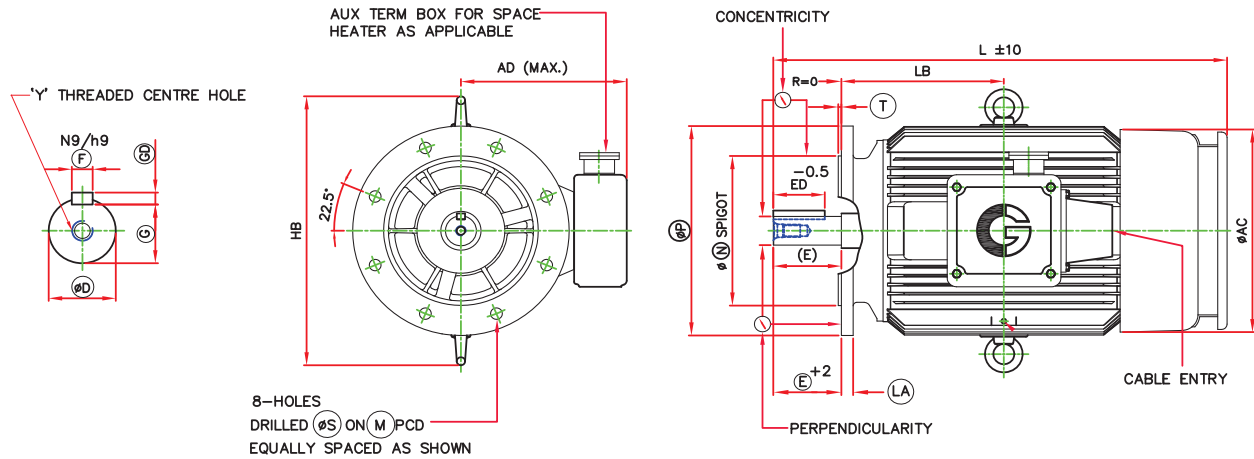 'Y' THREADED CENTRE HOLE
N9/h9
F
GD
G
øD
AUX TERM BOX FOR SPACE
HEATER AS APPLICABLE
AD (MAX.)
HB
22.5°
8-HOLES
DRILLED øS ON M PCD
EQUALLY SPACED AS SHOWN
CONCENTRICITY
L ±10
R=0
LB
T
-0.5
ED
øP
ø N SPIGOT
(E)
E +2
LA
øAC
CABLE ENTRY
PERPENDICULARITY